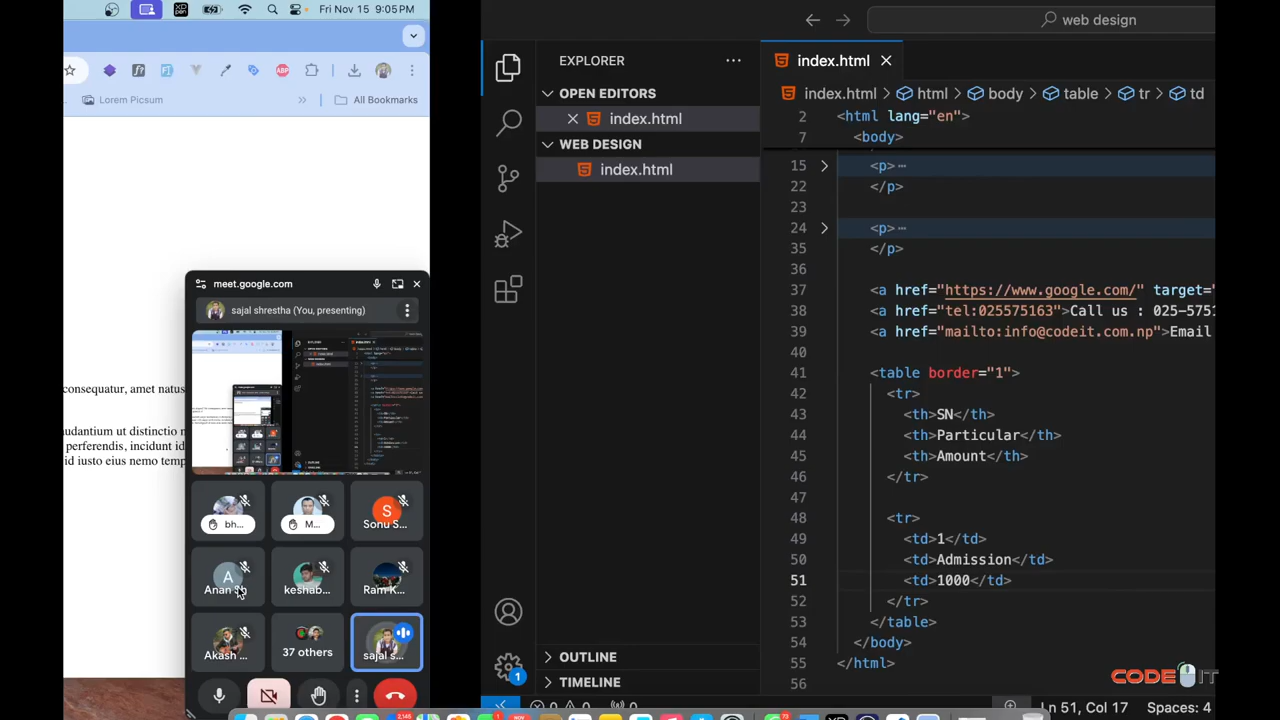 Fri Nov 15 9:05 PM
Lorem Picsum
All Bookmarks
consequatur, amet natus
audantium ut distinctio
perferendis, incidunt id
id iusto eius nemo temp
meet.google.com
sajal shrestha (You, presenting)
bh...
M...
Sonu S...
Anan Sh
keshab...
Ram K...
Akash ...
37 others
sajal s...
web design
EXPLORER
OPEN EDITORS
index.html
WEB DESIGN
index.html
OUTLINE
TIMELINE
index.html
index.html html body table tr td
2 <html lang="en">
7 <body>
15 <p>⋯
22 </p>
23
24 <p>⋯
35 </p>
36
37 <a href="https://www.google.com/" target="
38 <a href="tel:025575163">Call us : 025-5751
39 <a href="mailto:info@codeit.com.np">Email
40
41 <table border="1">
42 <tr>
43 <th>SN</th>
44 <th>Particular</th>
45 <th>Amount</th>
46 </tr>
47
48 <tr>
49 <td>1</td>
50 <td>Admission</td>
51 <td>1000</td>
52 </tr>
53 </table>
54 </body>
55 </html>
56
CODE IT
Ln 51, Col 17 Spaces: 4